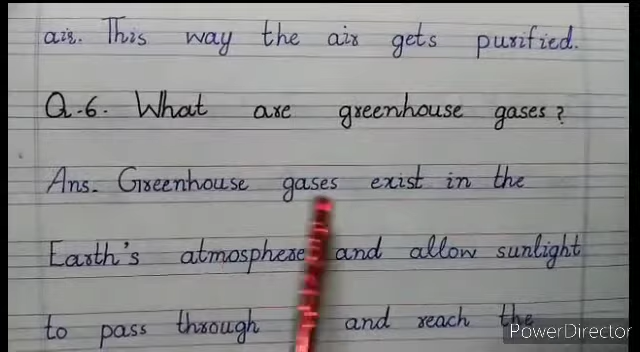 air. This way the air gets purified.
Q.6. What are greenhouse gases?
Ans. Greenhouse gases exist in the
Earth's atmosphere and allow sunlight
to pass through and reach the
PowerDirector